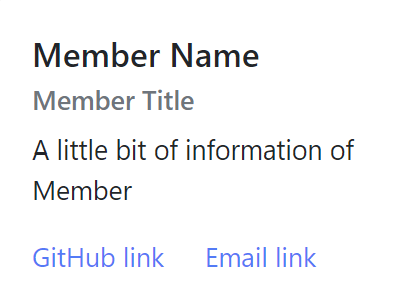 Member Name
Member Title
A little bit of information of
Member
GitHub link Email link